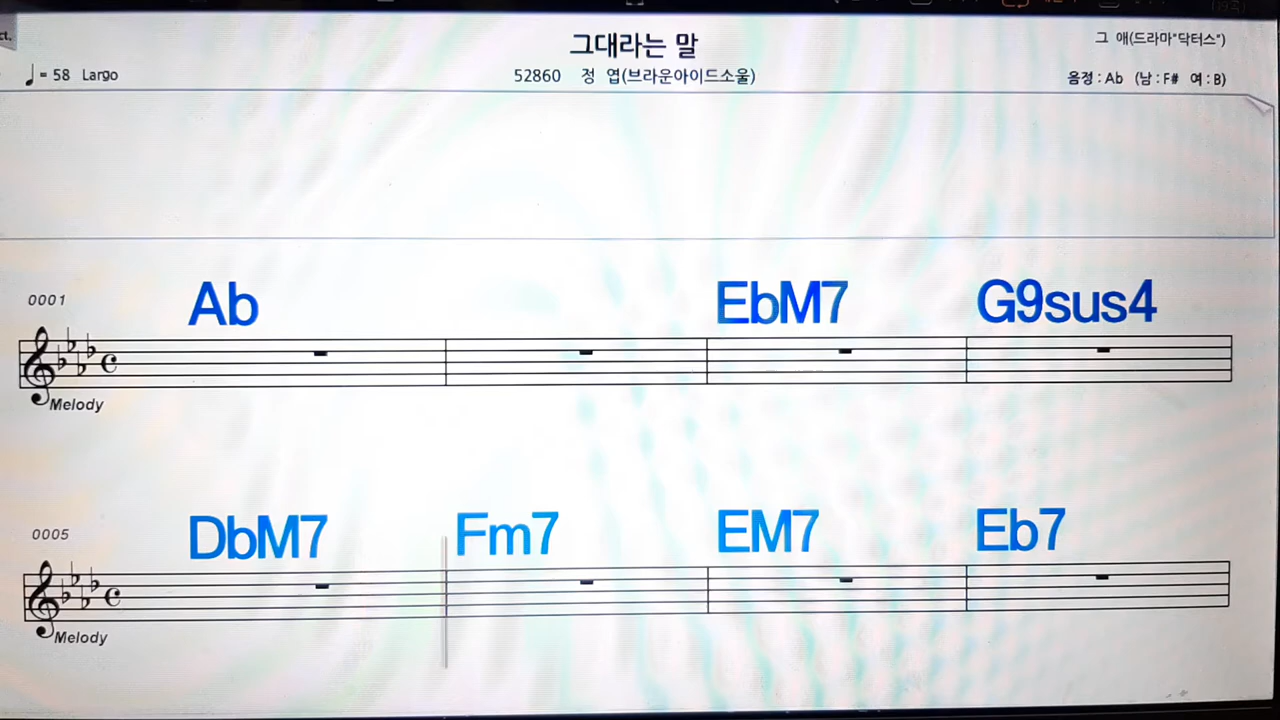 ct.
그대라는 말
그 애(드라마"닥터스")
♩= 58 Largo
52860 정 엽(브라운아이드소울)
음정 : Ab (남 : F# 여 : B)
0001
Ab EbM7 G9sus4
Melody
0005
DbM7 Fm7 EM7 Eb7
Melody